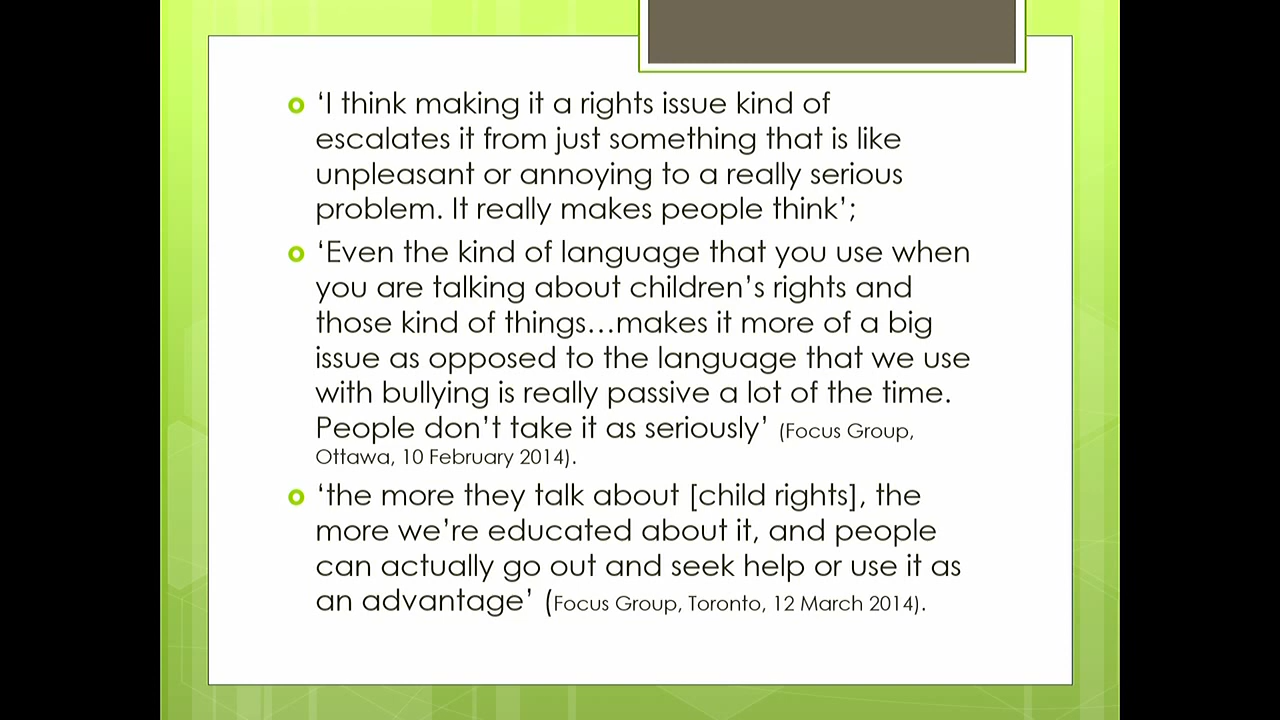 ‘I think making it a rights issue kind of
escalates it from just something that is like
unpleasant or annoying to a really serious
problem. It really makes people think’;
‘Even the kind of language that you use when
you are talking about children’s rights and
those kind of things…makes it more of a big
issue as opposed to the language that we use
with bullying is really passive a lot of the time.
People don’t take it as seriously’ (Focus Group,
Ottawa, 10 February 2014).
‘the more they talk about [child rights], the
more we’re educated about it, and people
can actually go out and seek help or use it as
an advantage’ (Focus Group, Toronto, 12 March 2014).